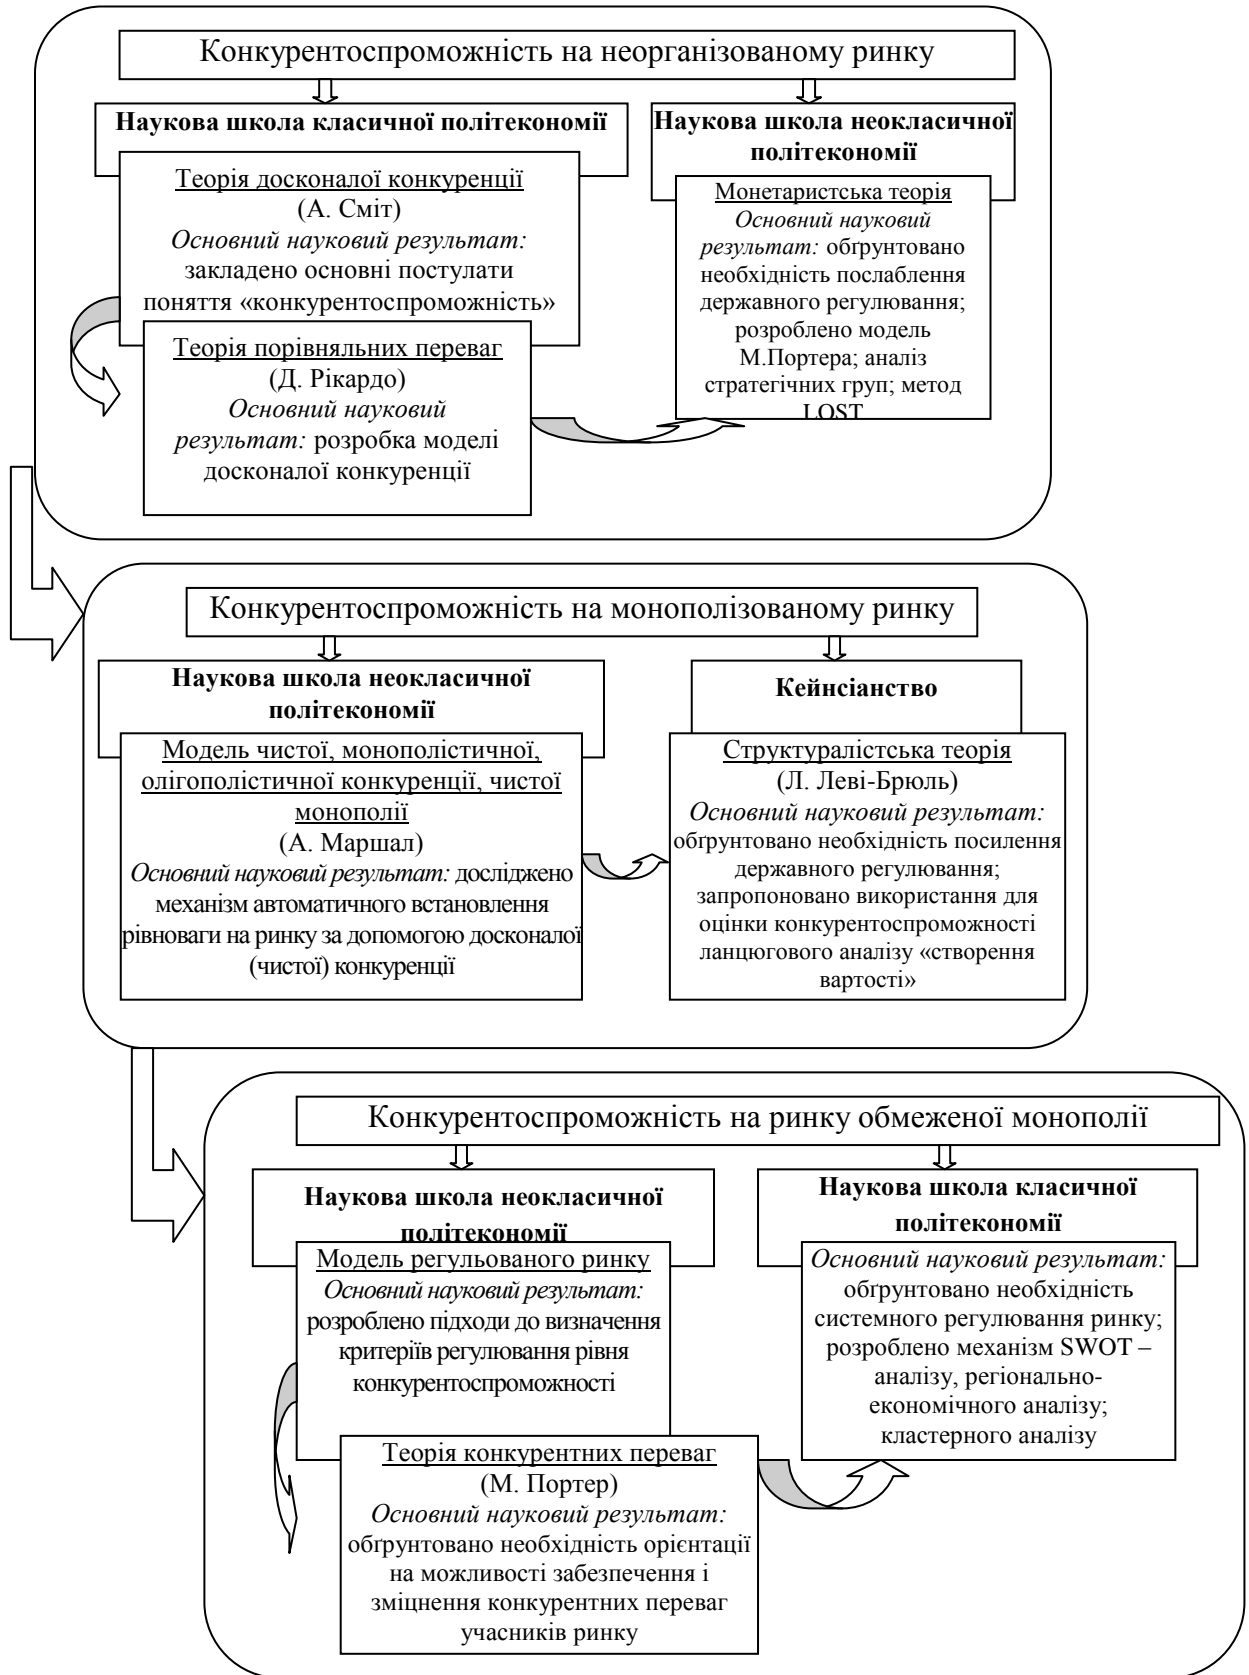 Конкурентоспроможність на неорганізованому ринку
Наукова школа класичної політекономії
Теорія досконалої конкуренції
(А. Сміт)
Основний науковий результат:
закладено основні постулати
поняття «конкурентоспроможність»
Теорія порівняльних переваг
(Д. Рікардо)
Основний науковий
результат: розробка моделі
досконалої конкуренції
Наукова школа неокласичної
політекономії
Монетаристська теорія
Основний науковий
результат: обґрунтовано
необхідність послаблення
державного регулювання;
розроблено модель
М.Портера; аналіз
стратегічних груп; метод
LOST
Конкурентоспроможність на монополізованому ринку
Наукова школа неокласичної
політекономії
Модель чистої, монополістичної,
олігополістичної конкуренції, чистої
монополії
(А. Маршал)
Основний науковий результат: досліджено
механізм автоматичного встановлення
рівноваги на ринку за допомогою досконалої
(чистої) конкуренції
Кейнсіанство
Структуралістська теорія
(Л. Леві-Брюль)
Основний науковий результат:
обґрунтовано необхідність посилення
державного регулювання;
запропоновано використання для
оцінки конкурентоспроможності
ланцюгового аналізу «створення
вартості»
Конкурентоспроможність на ринку обмеженої монополії
Наукова школа неокласичної
політекономії
Модель регульованого ринку
Основний науковий результат:
розроблено підходи до визначення
критеріїв регулювання рівня
конкурентоспроможності
Теорія конкурентних переваг
(М. Портер)
Основний науковий результат:
обґрунтовано необхідність орієнтації
на можливості забезпечення і
зміцнення конкурентних переваг
учасників ринку
Наукова школа класичної
політекономії
Основний науковий результат:
обґрунтовано необхідність
системного регулювання ринку;
розроблено механізм SWOT –
аналізу, регіонально-
економічного аналізу;
кластерного аналізу